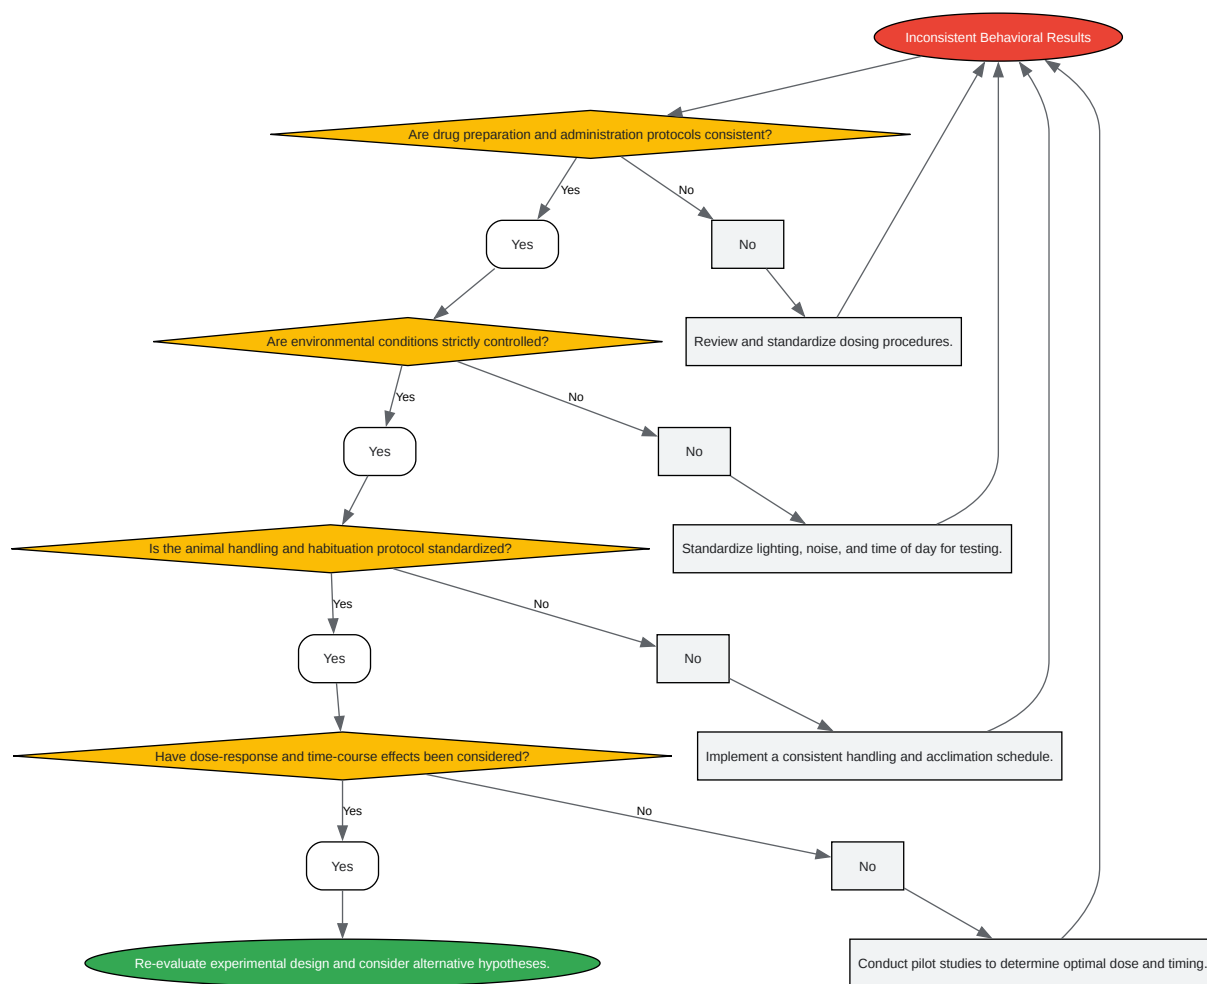 Inconsistent Behavioral Results
Are drug preparation and administration protocols consistent?
Yes
No
Yes
No
Are environmental conditions strictly controlled?
Review and standardize dosing procedures.
Yes
No
Yes
No
Is the animal handling and habituation protocol standardized?
Standardize lighting, noise, and time of day for testing.
Yes
No
Yes
No
Have dose-response and time-course effects been considered?
Implement a consistent handling and acclimation schedule.
Yes
No
Yes
No
Re-evaluate experimental design and consider alternative hypotheses.
Conduct pilot studies to determine optimal dose and timing.